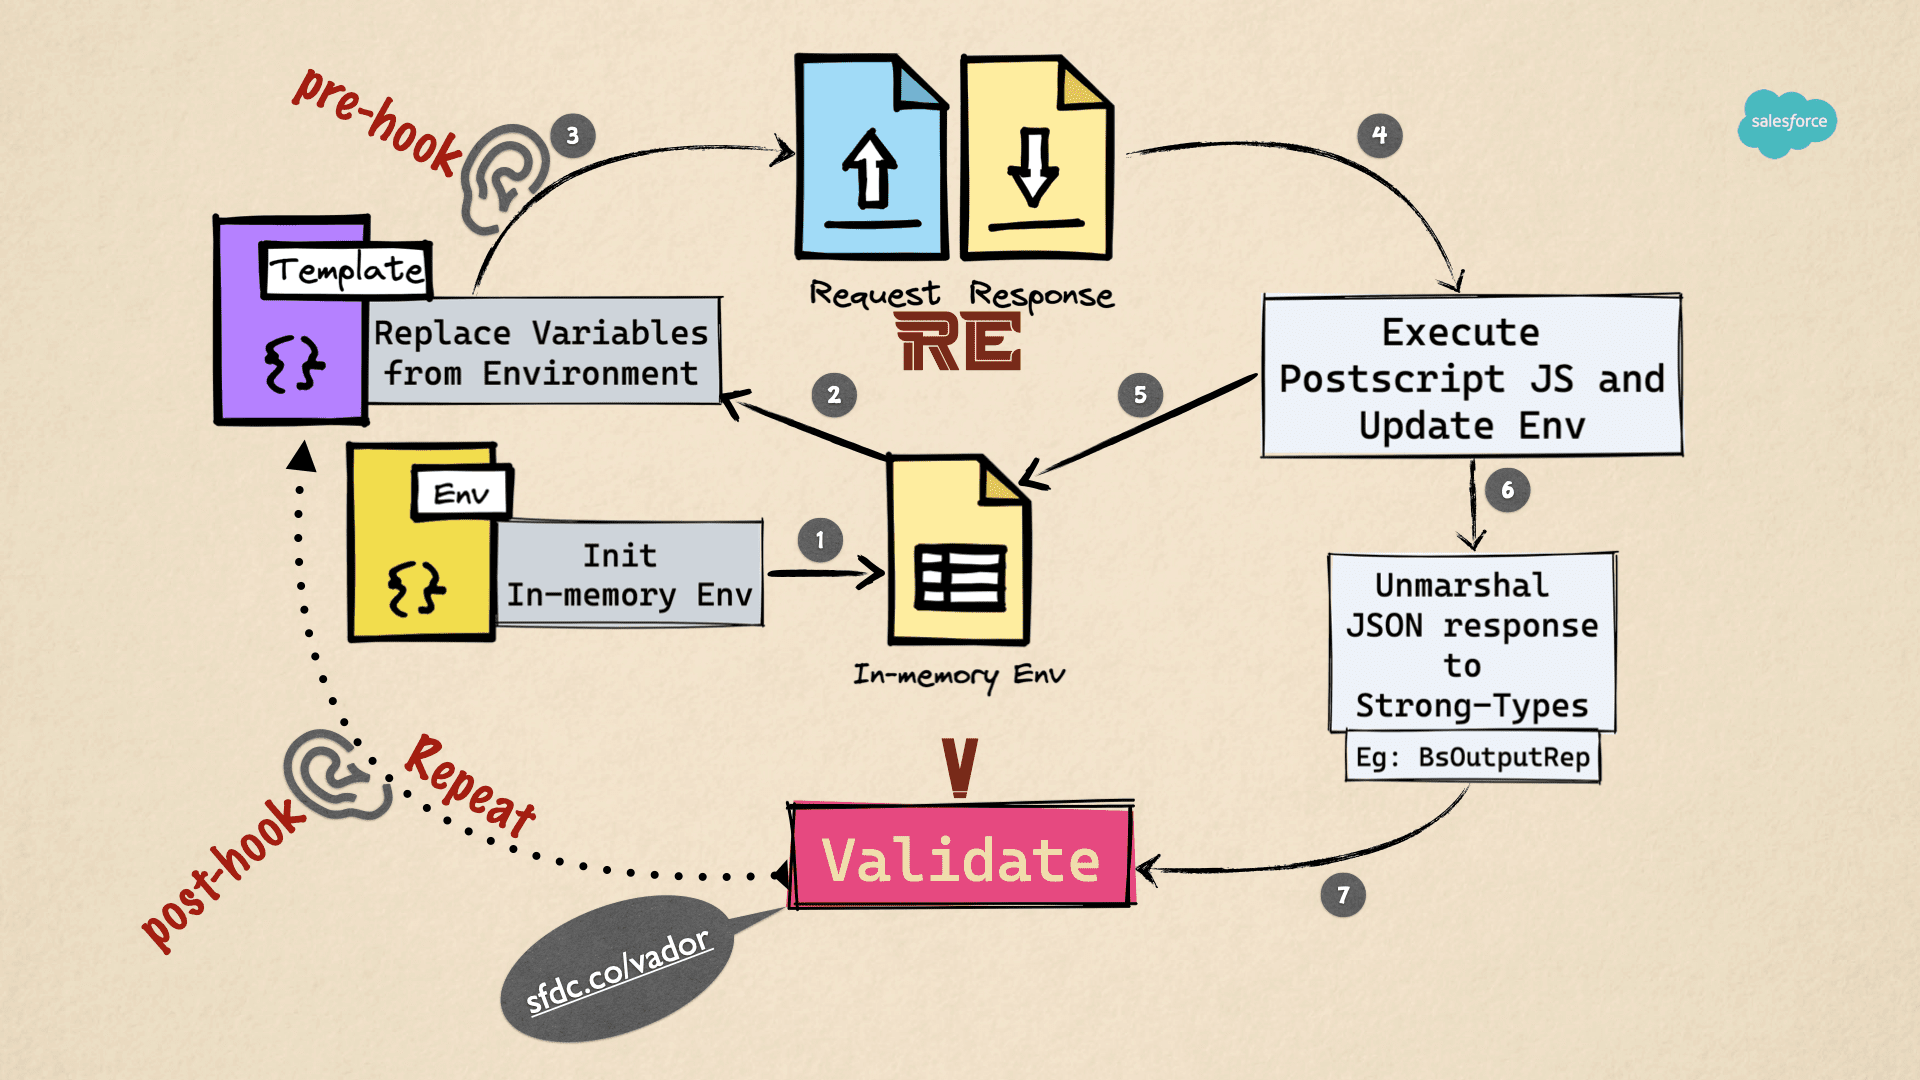 pre-hook
3
4
salesforce
Template
Request Response
RE
Replace Variables
from Environment
Execute
Postscript JS and
Update Env
2
5
Env
6
Init
In-memory Env
1
Unmarshal
JSON response
to
Strong-Types
Eg: BsOutputRep
In-memory Env
V
Repeat
post-hook
Validate
7
sfdc.co/vador